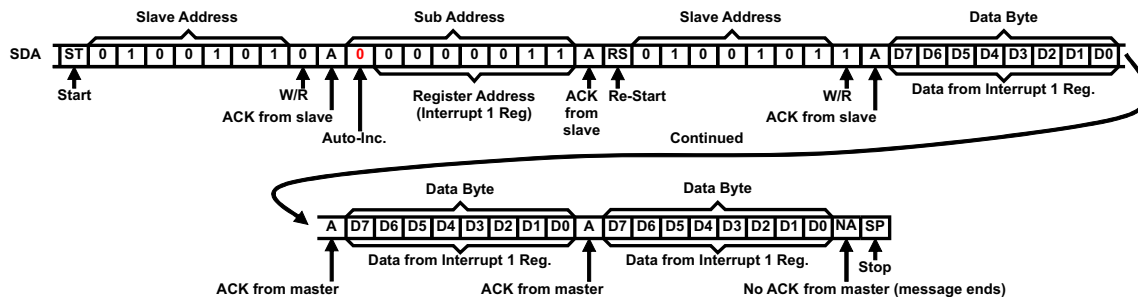 Slave Address Sub Address Slave Address Data Byte
SDA ST 0 1 0 0 1 0 1 0 A 0 0 0 0 0 0 1 1 A RS 0 1 0 0 1 0 1 1 A D7 D6 D5 D4 D3 D2 D1 D0
Start W/R Register Address ACK Re-Start W/R Data from Interrupt 1 Reg.
ACK from slave (Interrupt 1 Reg) from ACK from slave
slave
Auto-Inc. Continued
Data Byte Data Byte
A D7 D6 D5 D4 D3 D2 D1 D0 A D7 D6 D5 D4 D3 D2 D1 D0 NA SP
Data from Interrupt 1 Reg. Data from Interrupt 1 Reg. Stop
ACK from master ACK from master No ACK from master (message ends)